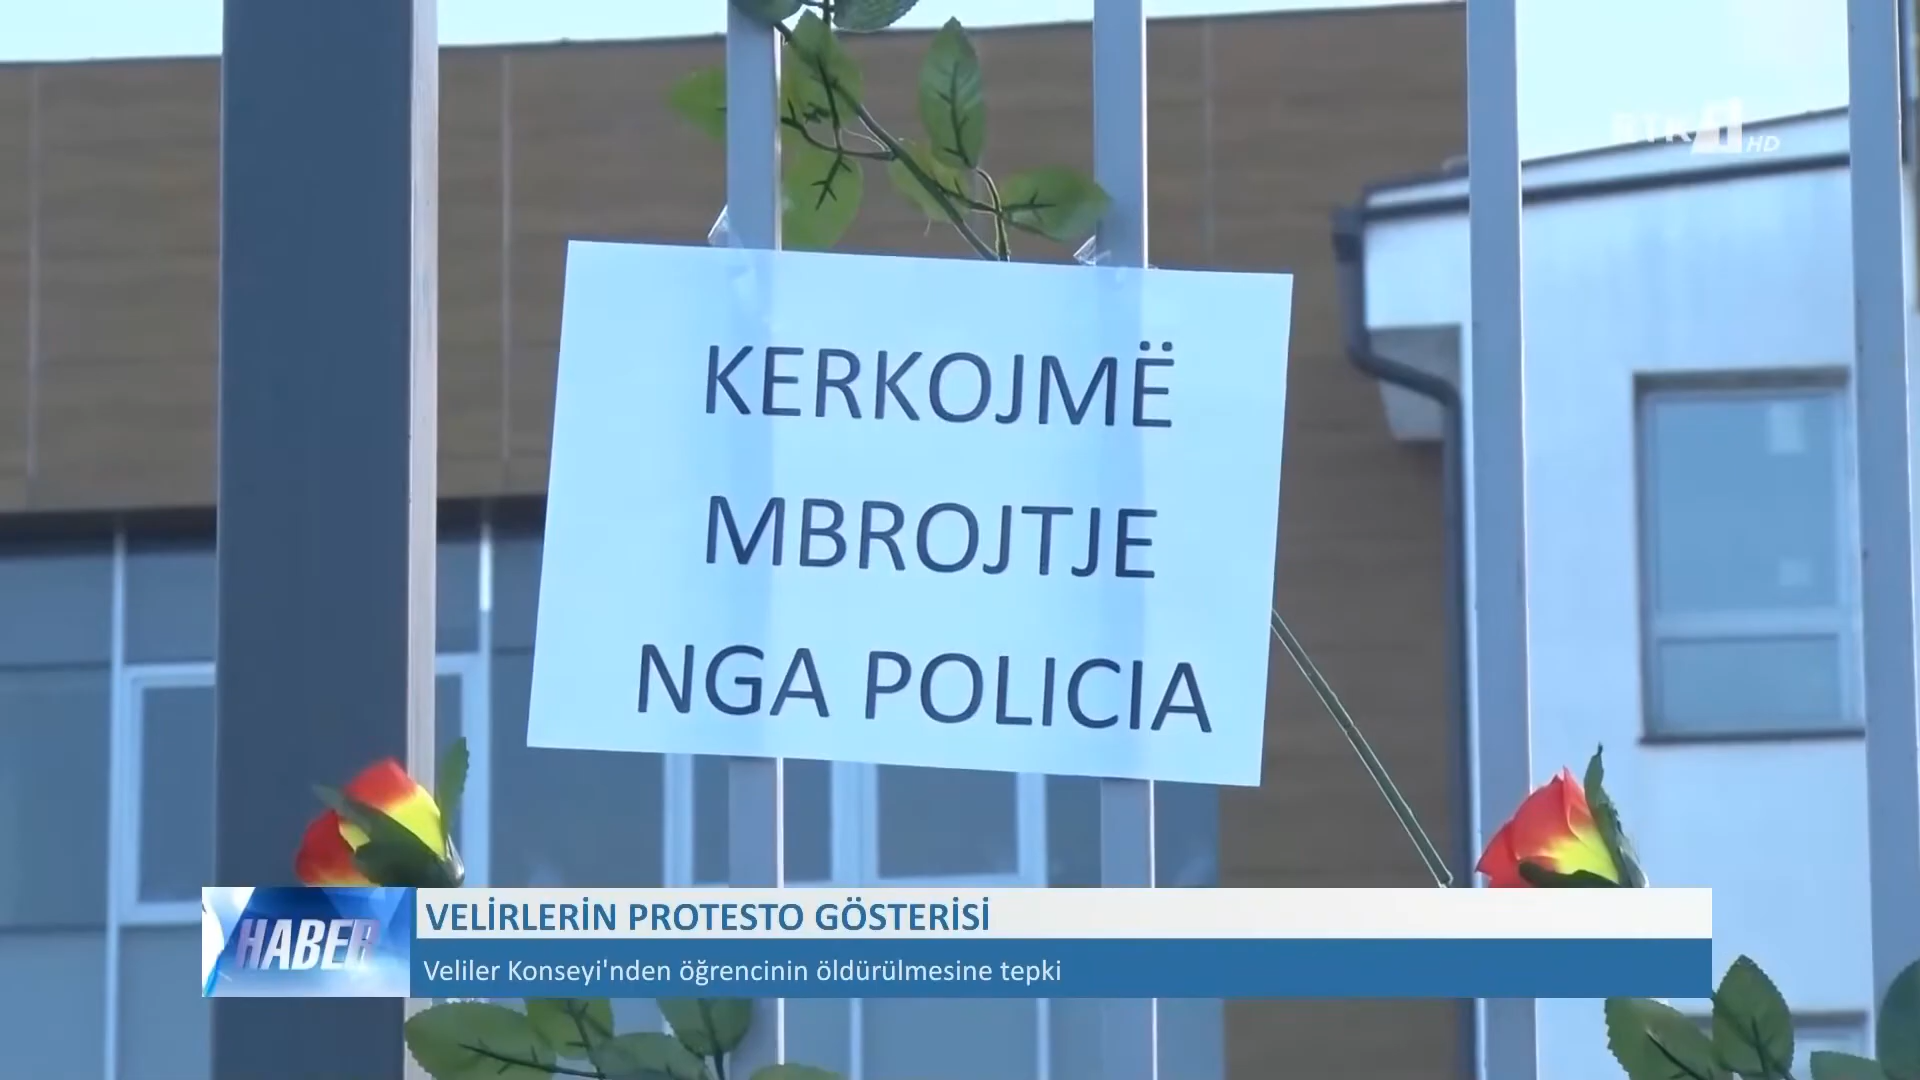 RTK 1 HD
KERKOJMË
MBROJTJE
NGA POLICIA
HABER
VELİRLERİN PROTESTO GÖSTERİSİ
Veliler Konseyi'nden öğrencinin öldürülmesine tepki